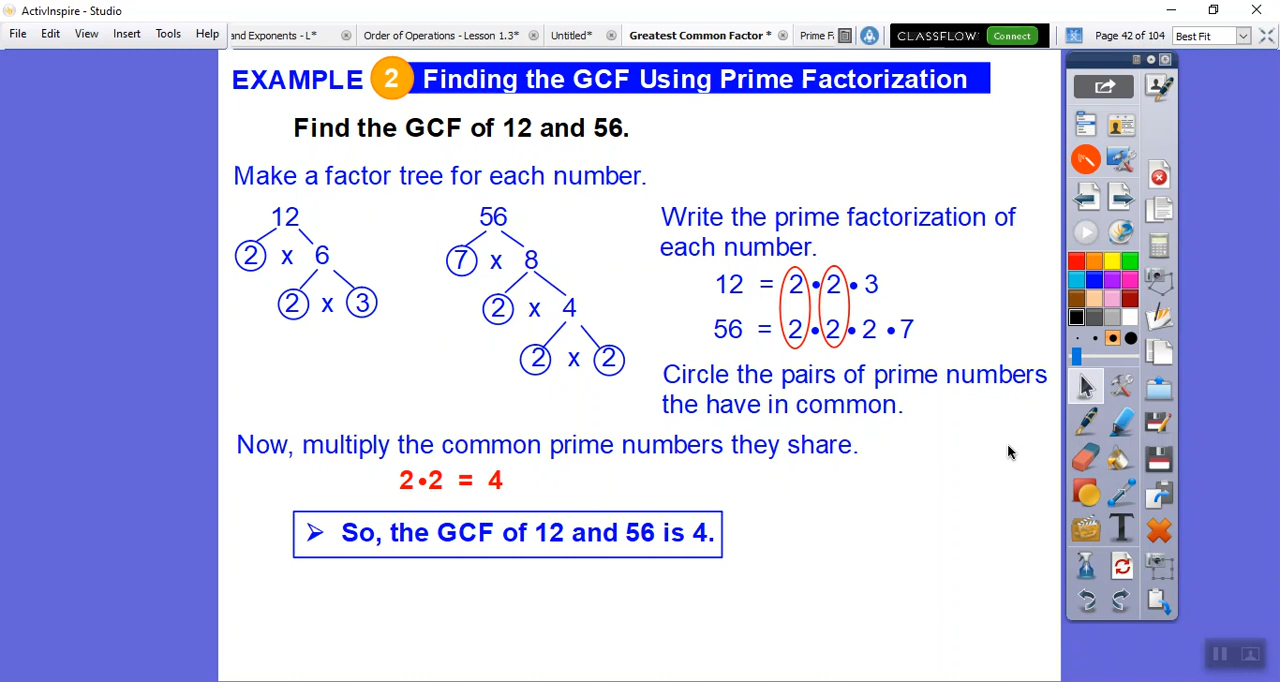 ActivInspire - Studio
File Edit View Insert Tools Help
and Exponents - L*
Order of Operations - Lesson 1.3*
Untitled*
Greatest Common Factor *
Prime F
CLASSFLOW
Connect
Page 42 of 104
Best Fit
EXAMPLE 2 Finding the GCF Using Prime Factorization
Find the GCF of 12 and 56.
Make a factor tree for each number.
12
2 x 6
2 x 3
56
7 x 8
2 x 4
2 x 2
Write the prime factorization of
each number.
12 = 2•2•3
56 = 2•2•2•7
Circle the pairs of prime numbers
the have in common.
Now, multiply the common prime numbers they share.
2•2 = 4
➢ So, the GCF of 12 and 56 is 4.